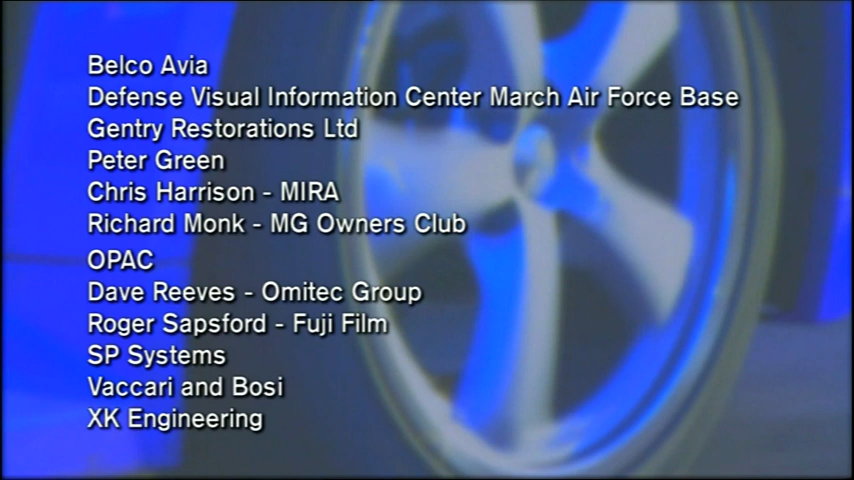 Belco Avia
Defense Visual Information Center March Air Force Base
Gentry Restorations Ltd
Peter Green
Chris Harrison - MIRA
Richard Monk - MG Owners Club
OPAC
Dave Reeves - Omitec Group
Roger Sapsford - Fuji Film
SP Systems
Vaccari and Bosi
XK Engineering